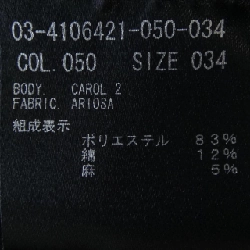 03-4106421-050-034
COL. 050 SIZE 034
BODY. CAROL 2
FABRIC. ARIOSA
組成表示
ポリエステル 83%
12%
麻 5%